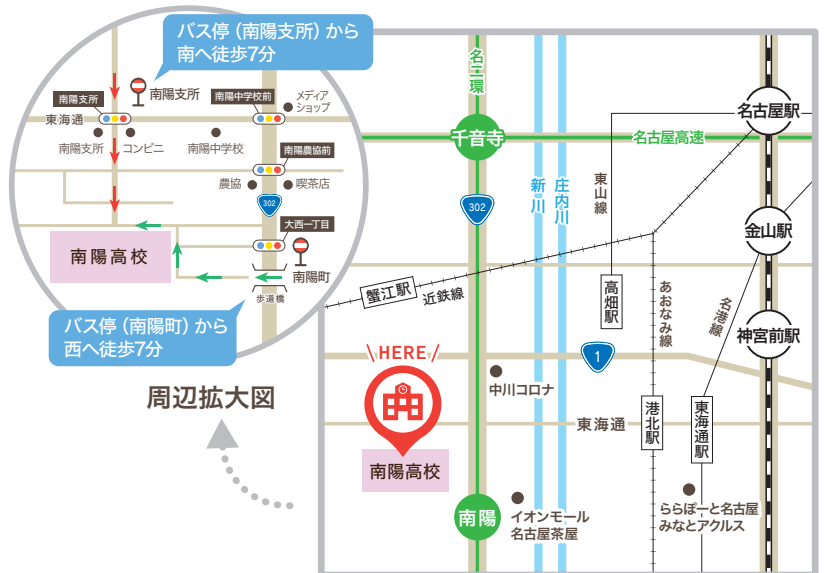 バス停（南陽支所）から
南へ徒歩7分
南陽支所
南陽支所
南陽中学校前
メディア
ショップ
東海通
南陽支所
コンビニ
南陽中学校
南陽農協前
農協
喫茶店
302
大西一丁目
南陽高校
南陽町
歩道橋
バス停（南陽町）から
西へ徒歩7分
周辺拡大図
名二環
千音寺
名古屋高速
名古屋駅
新川
庄内川
東山線
302
金山駅
蟹江駅
近鉄線
高畑駅
あおなみ線
名港線
神宮前駅
HERE
1
中川コロナ
東海通
港北駅
東海通駅
南陽高校
南陽
イオンモール
名古屋茶屋
ららぽーと名古屋
みなとアクルス